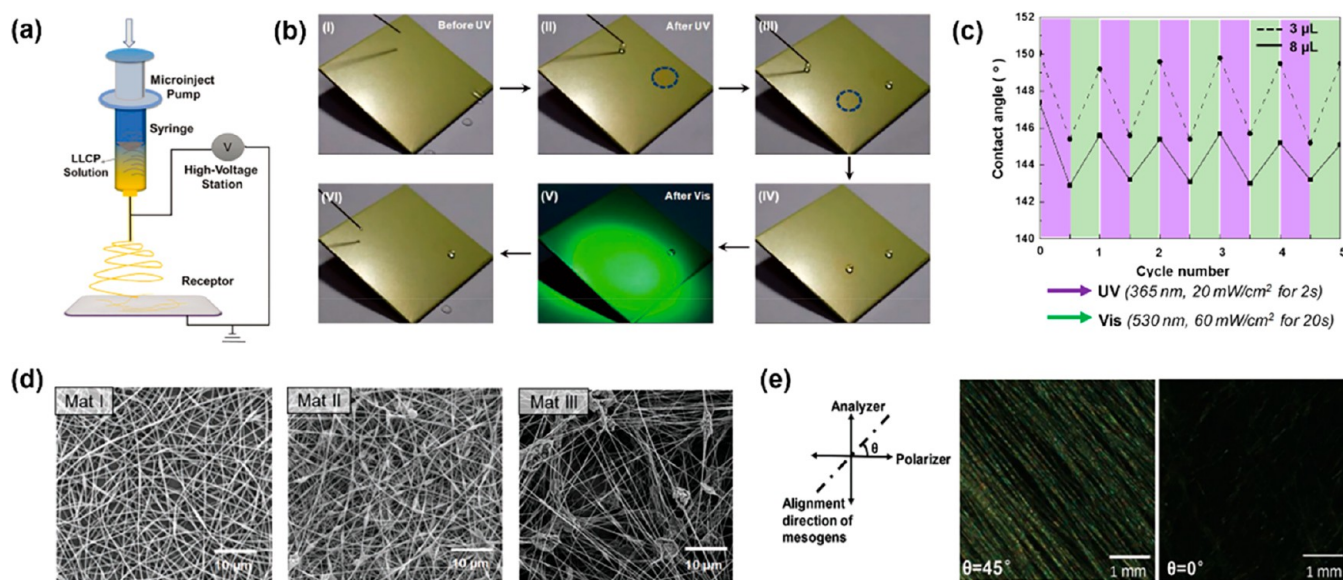 (a)
Microinject
Pump
Syringe
LLCP
Solution
V
High-Voltage
Station
Receptor
(b)
(I)
Before UV
(II)
After UV
(III)
(VI)
(V)
After Vis
(IV)
(c)
152
150
148
146
144
142
140
Contact angle ( ° )
3 µL
8 µL
0
1
2
3
4
5
Cycle number
UV (365 nm, 20 mW/cm² for 2s)
Vis (530 nm, 60 mW/cm² for 20s)
(d)
Mat I
10 µm
Mat II
10 µm
Mat III
10 µm
(e)
Analyzer
θ
Polarizer
Alignment
direction of
mesogens
θ=45°
1 mm
θ=0°
1 mm